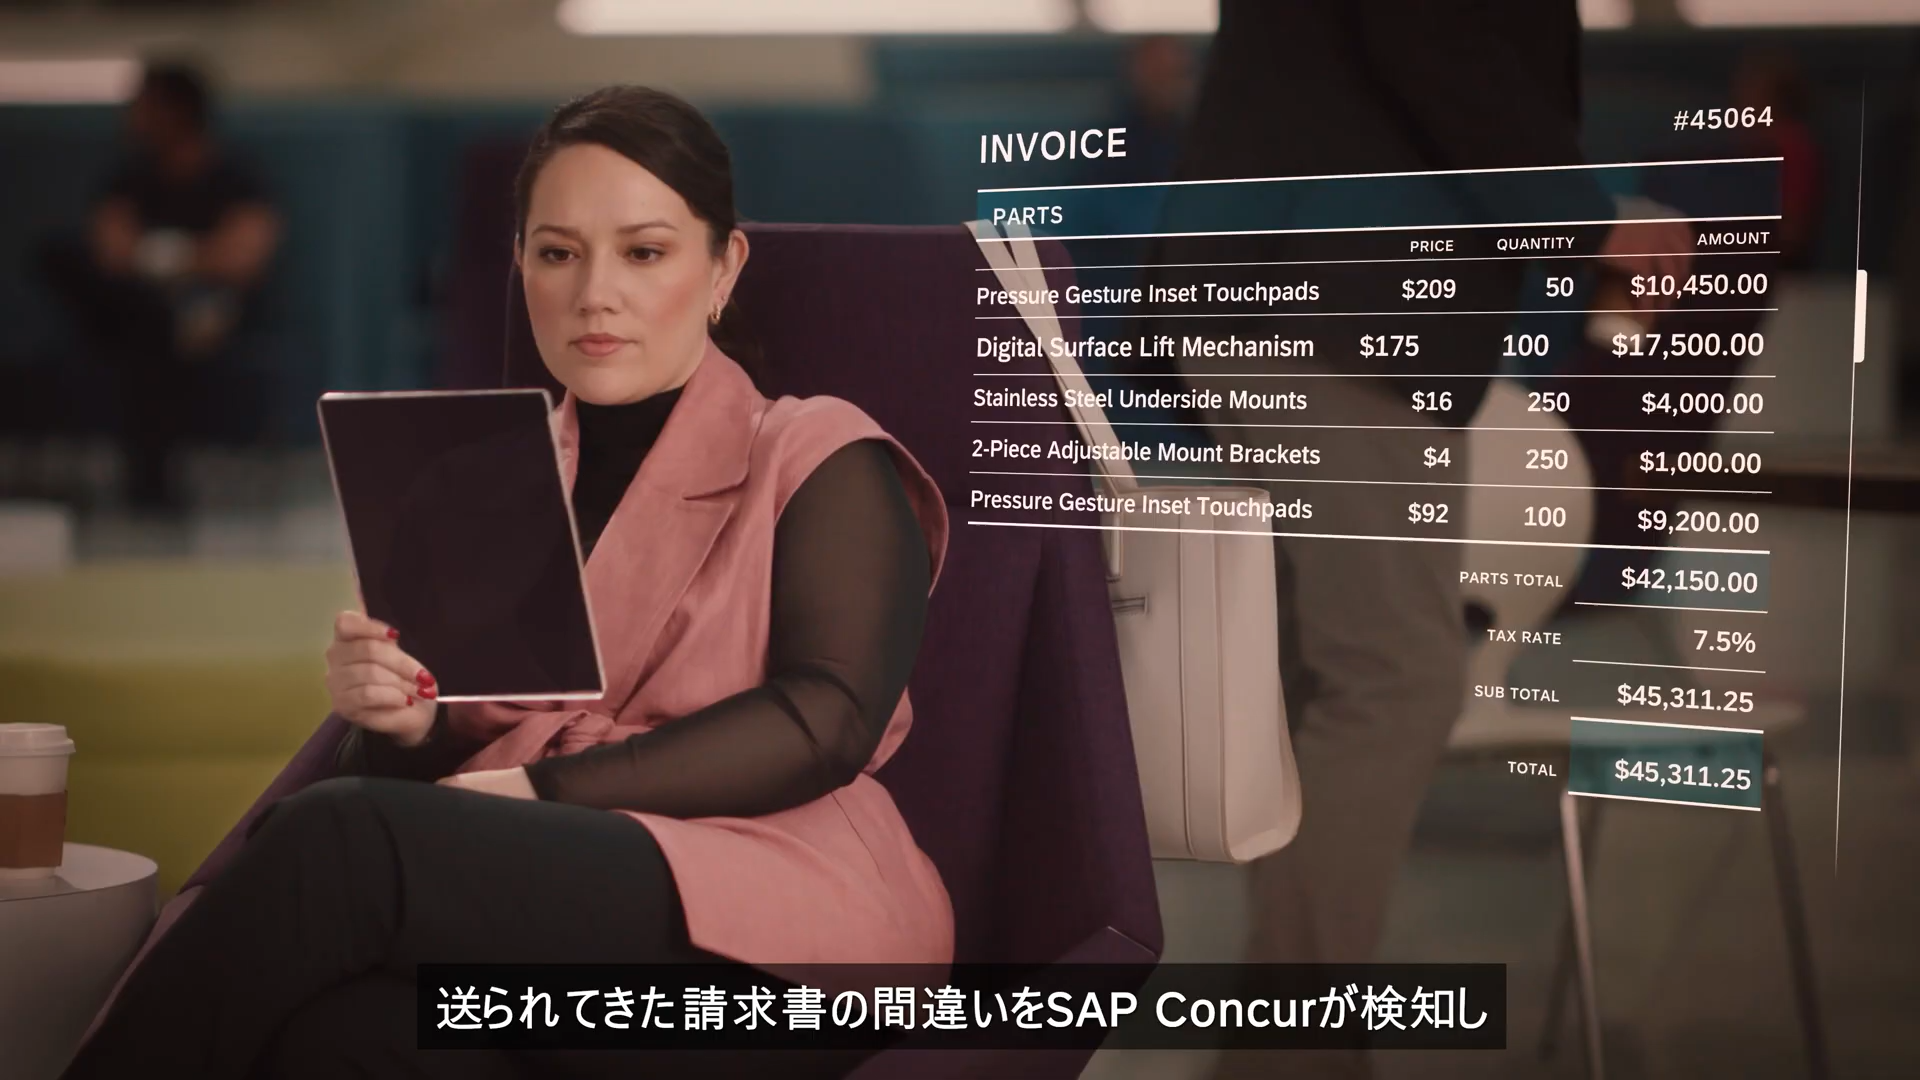 #45064
INVOICE
PARTS
PRICE QUANTITY AMOUNT
Pressure Gesture Inset Touchpads $209 50 $10,450.00
Digital Surface Lift Mechanism $175 100 $17,500.00
Stainless Steel Underside Mounts $16 250 $4,000.00
2-Piece Adjustable Mount Brackets $4 250 $1,000.00
Pressure Gesture Inset Touchpads $92 100 $9,200.00
PARTS TOTAL $42,150.00
TAX RATE 7.5%
SUB TOTAL $45,311.25
TOTAL $45,311.25
送られてきた請求書の間違いをSAP Concurが検知し